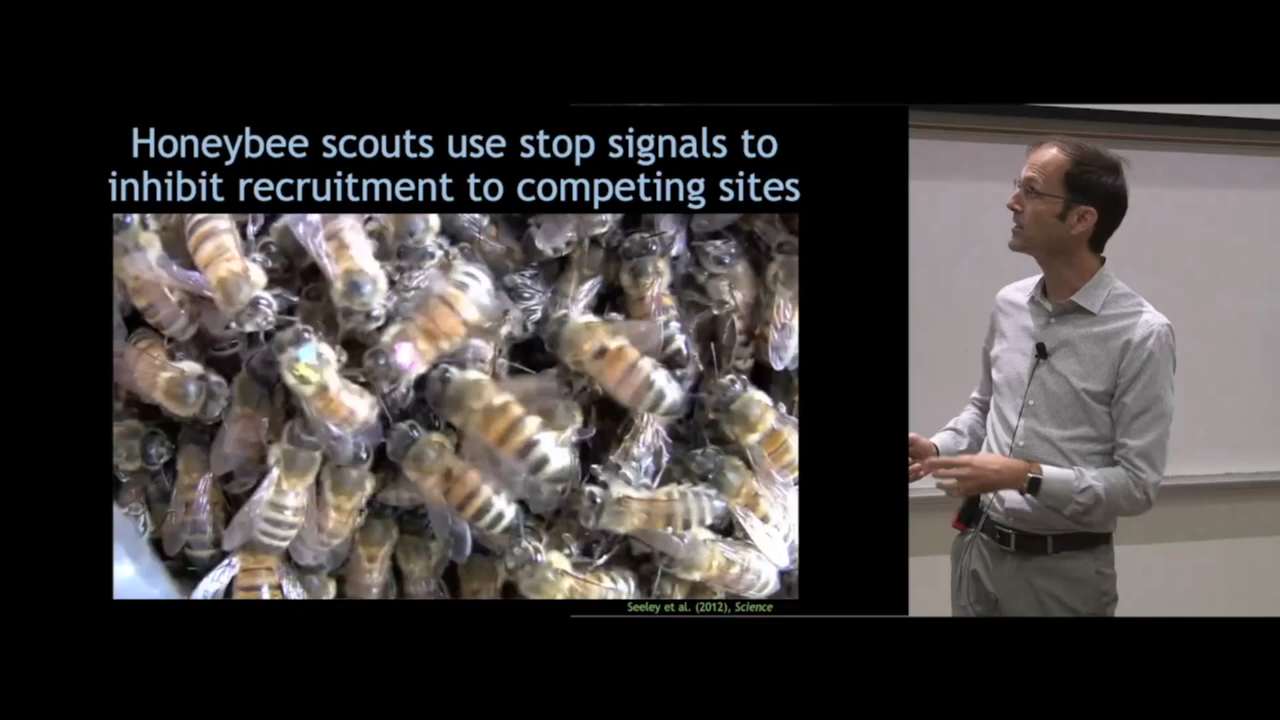 Honeybee scouts use stop signals to
inhibit recruitment to competing sites
Seeley et al. (2012), Science